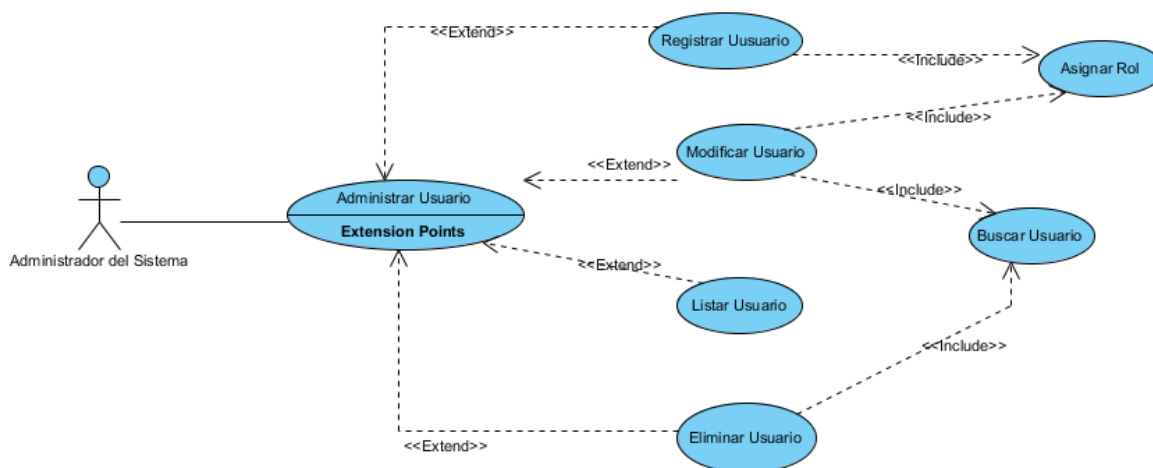 <<Extend>>
Registrar Uusuario
<<Include>>
Asignar Rol
<<Include>>
Modificar Usuario
<<Extend>>
<<Include>>
Administrar Usuario
Extension Points
Buscar Usuario
Administrador del Sistema
<<Extend>>
Listar Usuario
<<Include>>
Eliminar Usuario
<<Extend>>